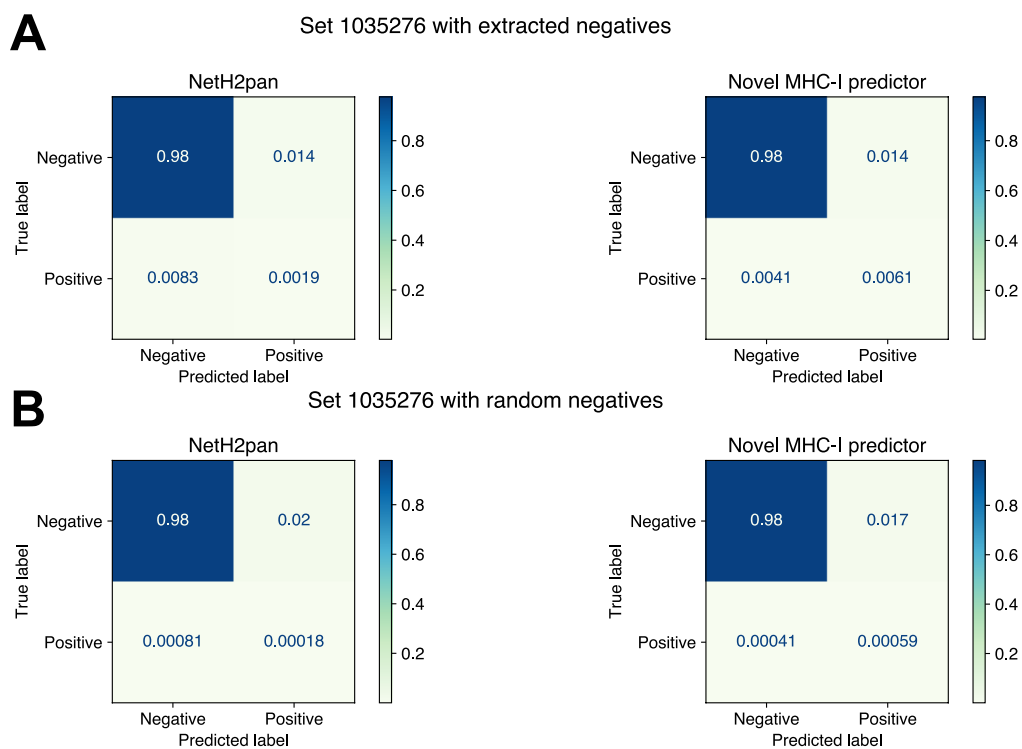 A
Set 1035276 with extracted negatives
NetH2pan
True label
Negative
Positive
0.98
0.014
0.0083
0.0019
Negative
Positive
Predicted label
0.8
0.6
0.4
0.2
Novel MHC-I predictor
True label
Negative
Positive
0.98
0.014
0.0041
0.0061
Negative
Positive
Predicted label
0.8
0.6
0.4
0.2
B
Set 1035276 with random negatives
NetH2pan
True label
Negative
Positive
0.98
0.02
0.00081
0.00018
Negative
Positive
Predicted label
0.8
0.6
0.4
0.2
Novel MHC-I predictor
True label
Negative
Positive
0.98
0.017
0.00041
0.00059
Negative
Positive
Predicted label
0.8
0.6
0.4
0.2